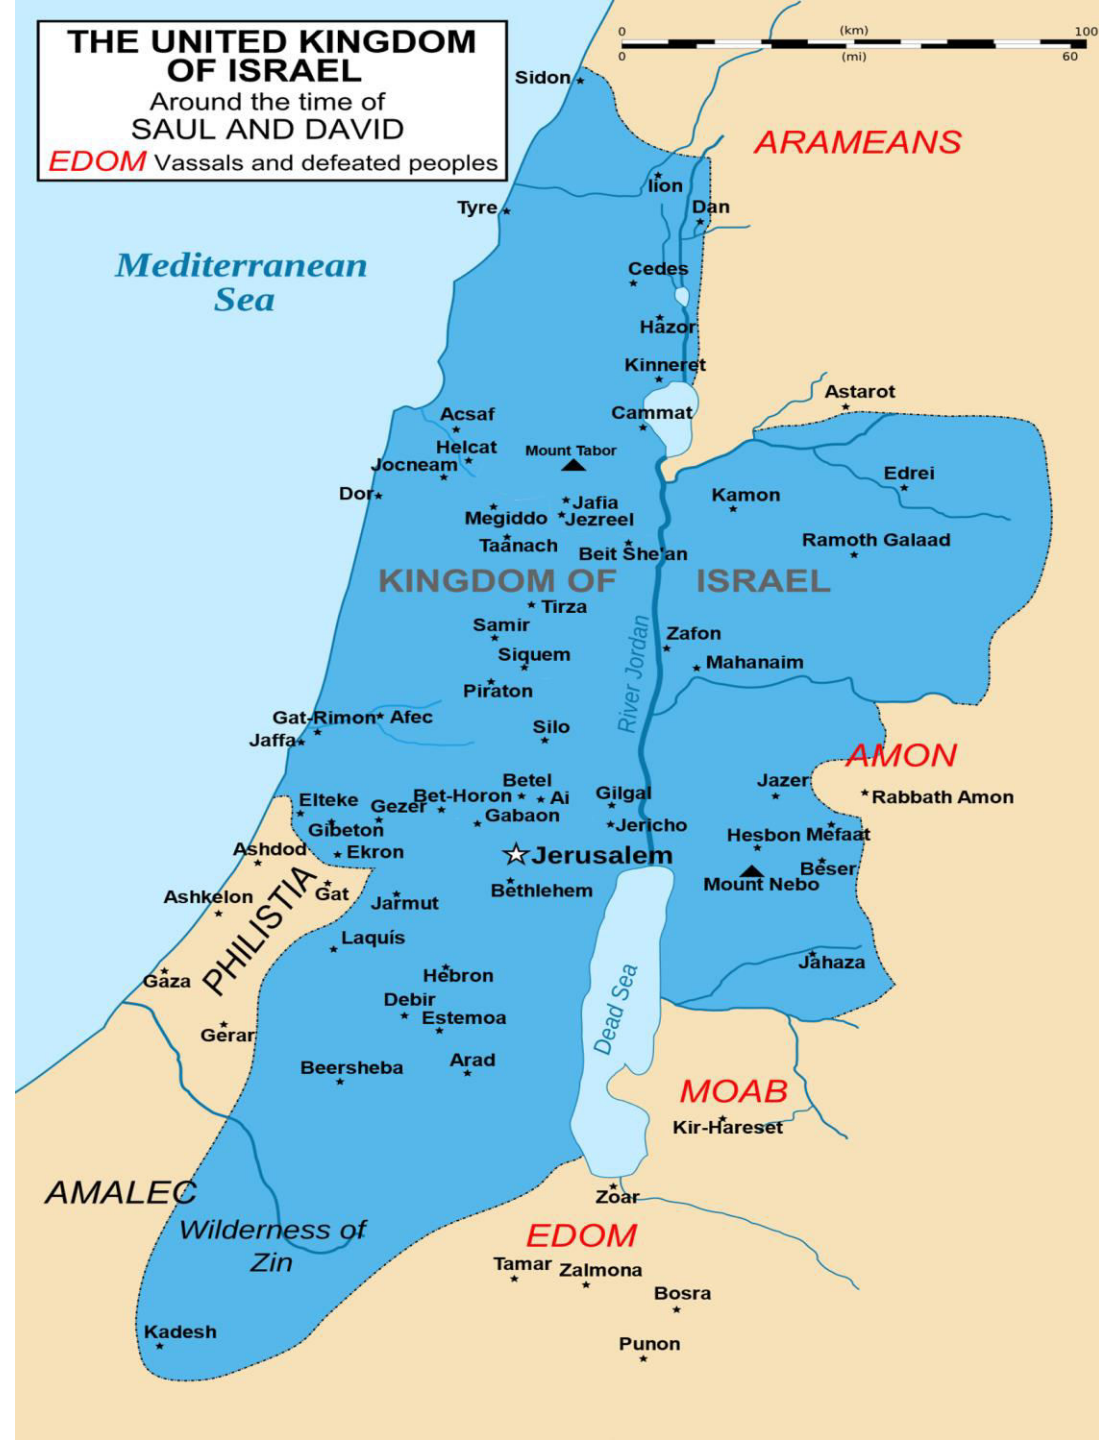 THE UNITED KINGDOM
OF ISRAEL
Around the time of
SAUL AND DAVID
EDOM Vassals and defeated peoples
0 (km) 100
0 (mi) 60
Sidon
ARAMEANS
Iion
Dan
Tyre
Mediterranean
Sea
Cedes
Hazor
Kinneret
Astarot
Cammat
Acsaf
Helcat
Mount Tabor
Jocneam
Edrei
Dor
Kamon
Jafia
Megiddo
Jezreel
Taanach
Beit She'an
Ramoth Galaad
KINGDOM OF ISRAEL
Tirza
Samir
Zafon
Siquem
Mahanaim
River Jordan
Piraton
Gat-Rimon
Afec
Silo
Jaffa
AMON
Betel
Jazer
Rabbath Amon
Elteke
Gezer
Bet-Horon
Ai
Gilgal
Gabaon
Gibeton
Jericho
Hesbon
Mefaat
Ekron
Ashdod
Jerusalem
Beser
Mount Nebo
Bethlehem
Ashkelon
Gat
Jarmut
PHILISTIA
Laquís
Jahaza
Hebron
Gaza
Debir
Dead Sea
Estemoa
Gerar
Arad
Beersheba
MOAB
Kir-Hareset
AMALEC
Zoar
Wilderness of
Zin
EDOM
Tamar
Zalmona
Bosra
Kadesh
Punon